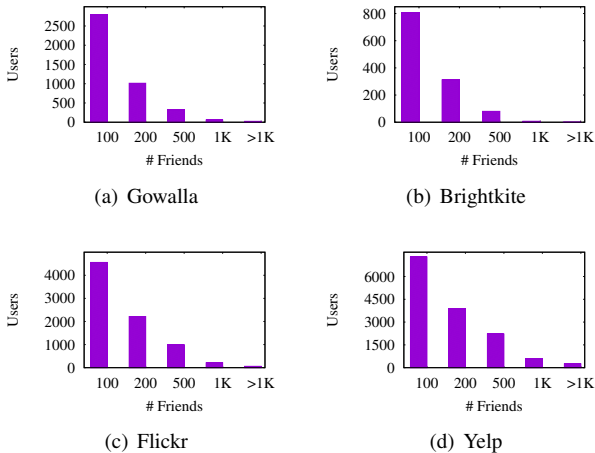 2500
2000
1500
1000
500
0
Users
100 200 500 1K >1K
# Friends
(a) Gowalla
800
600
400
200
0
Users
100 200 500 1K >1K
# Friends
(b) Brightkite
4000
3000
2000
1000
0
Users
100 200 500 1K >1K
# Friends
(c) Flickr
6000
4500
3000
1500
0
Users
100 200 500 1K >1K
# Friends
(d) Yelp